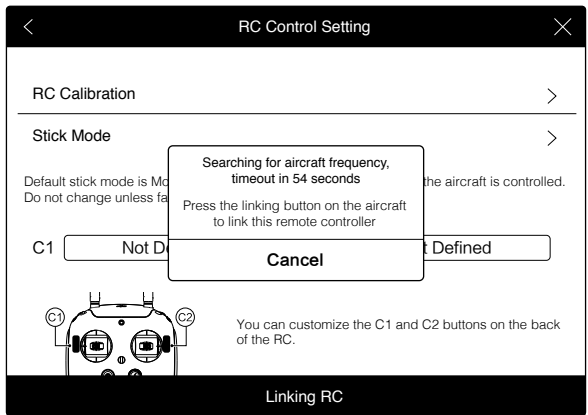 RC Control Setting
RC Calibration
Stick Mode
Searching for aircraft frequency,
timeout in 54 seconds
Default stick mode is Mo
the aircraft is controlled.
Do not change unless fa
Press the linking button on the aircraft
to link this remote controller
C1
Not De
t Defined
Cancel
C1
C2
You can customize the C1 and C2 buttons on the back
of the RC.
Linking RC